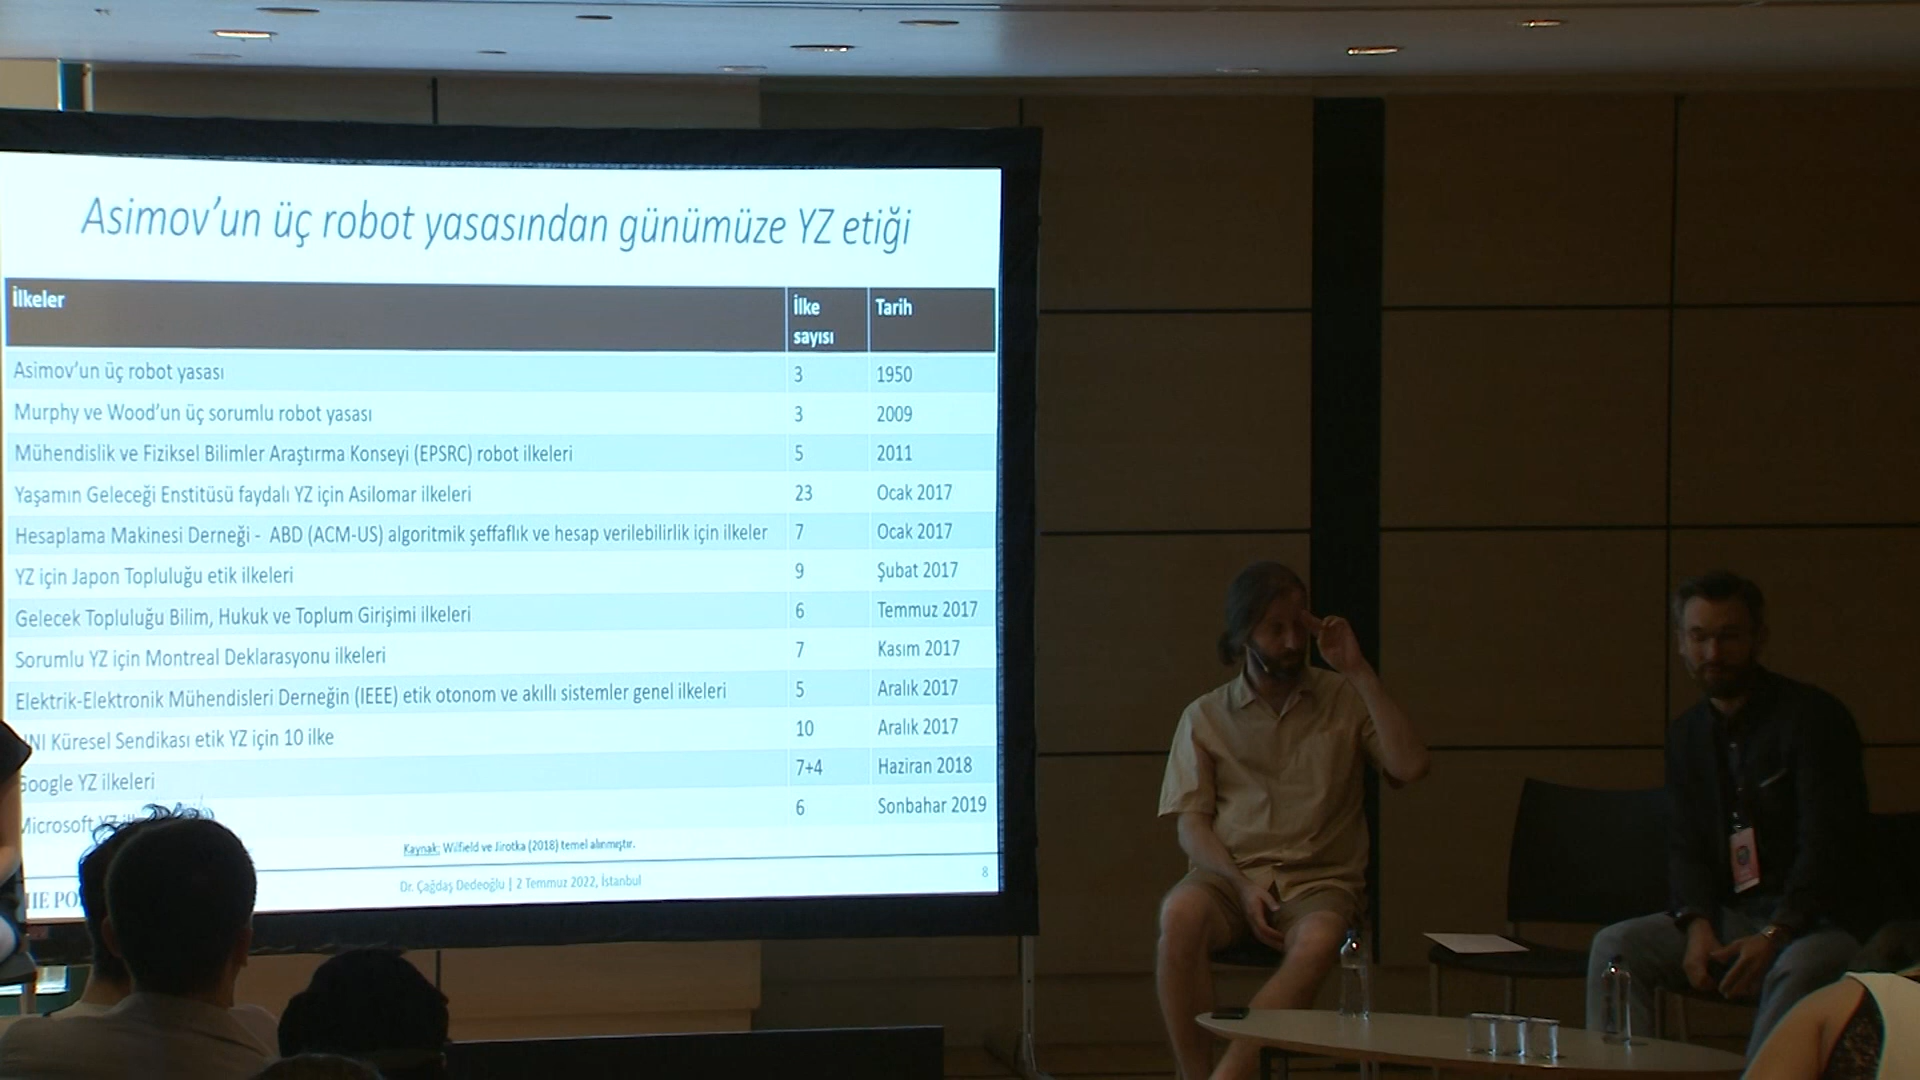 Asimov'un üç robot yasasından günümüze YZ etiği
İlkeler İlke sayısı Tarih
Asimov'un üç robot yasası 3 1950
Murphy ve Wood'un üç sorumlu robot yasası 3 2009
Mühendislik ve Fiziksel Bilimler Araştırma Konseyi (EPSRC) robot ilkeleri 5 2011
Yaşamın Geleceği Enstitüsü faydalı YZ için Asilomar ilkeleri 23 Ocak 2017
Hesaplama Makinesi Derneği - ABD (ACM-US) algoritmik şeffaflık ve hesap verilebilirlik için ilkeler 7 Ocak 2017
YZ için Japon Topluluğu etik ilkeleri 9 Şubat 2017
Gelecek Topluluğu Bilim, Hukuk ve Toplum Girişimi ilkeleri 6 Temmuz 2017
Sorumlu YZ için Montreal Deklarasyonu ilkeleri 7 Kasım 2017
Elektrik-Elektronik Mühendisleri Derneğin (IEEE) etik otonom ve akıllı sistemler genel ilkeleri 5 Aralık 2017
NI Küresel Sendikası etik YZ için 10 ilke 10 Aralık 2017
Google YZ ilkeleri 7+4 Haziran 2018
Microsoft YZ 6 Sonbahar 2019
Kaynak: Wilfield ve Jirotka (2018) temel alınmıştır.
Dr. Çağdaş Dedeoğlu | 2 Temmuz 2022, İstanbul 8